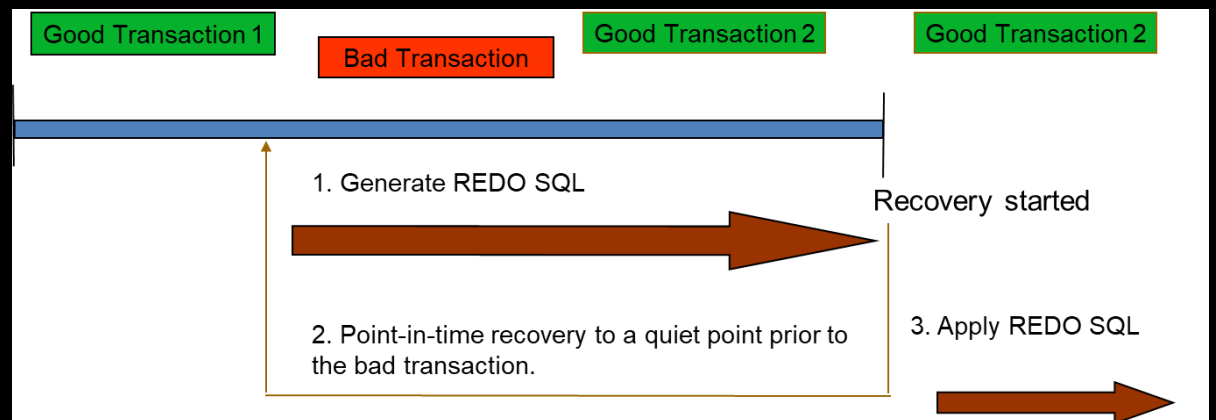 Good Transaction 1
Bad Transaction
Good Transaction 2
Good Transaction 2
1. Generate REDO SQL
Recovery started
2. Point-in-time recovery to a quiet point prior to
the bad transaction.
3. Apply REDO SQL